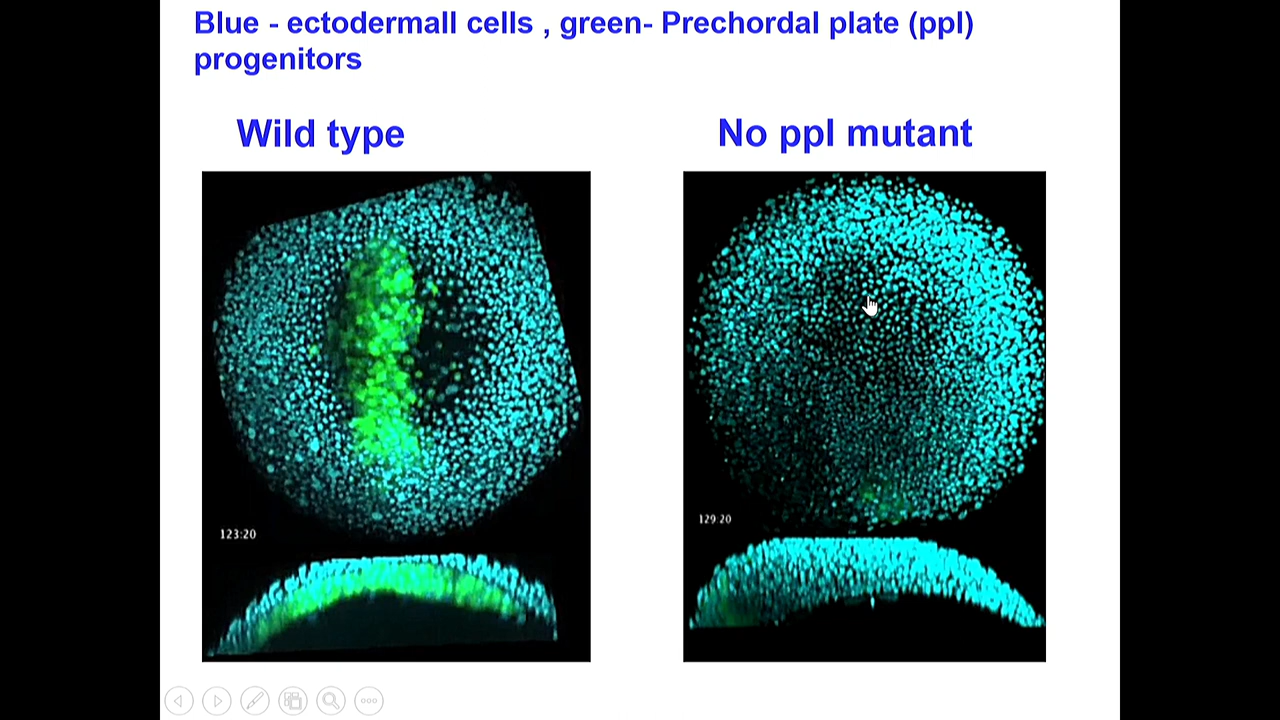 Blue - ectodermall cells , green- Prechordal plate (ppl)
progenitors
Wild type
No ppl mutant
123:20
129:20